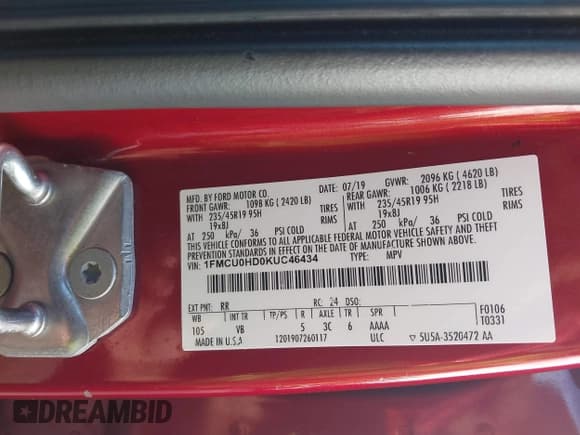 MFD. BY FORD MOTOR CO.
DATE: 07/19 GVWR: 2096 KG ( 4620 LB)
FRONT GAWR: 1098 KG ( 2420 LB) REAR GAWR: 1006 KG ( 2218 LB)
WITH WITH
235/45R19 95H TIRES 235/45R19 95H TIRES
19x8J RIMS 19x8J RIMS
AT 250 kPa/ 36 PSI COLD AT 250 kPa/ 36 PSI COLD
THIS VEHICLE CONFORMS TO ALL APPLICABLE FEDERAL MOTOR VEHICLE SAFETY AND THEFT
PREVENTION STANDARDS IN EFFECT ON THE DATE OF MANUFACTURE SHOWN ABOVE.
VIN: 1FMCU0HD0KUC46434 TYPE: MPV
EXT PNT: RR RC: 24 DSO:
WB INT TR TP/PS R AXLE TR SPR F0106
105 VB 5 3C 6 AAAA T0331
MADE IN U.S.A 1201907260117 ULC ▽ 5U5A-3520472 AA
DREAMBID